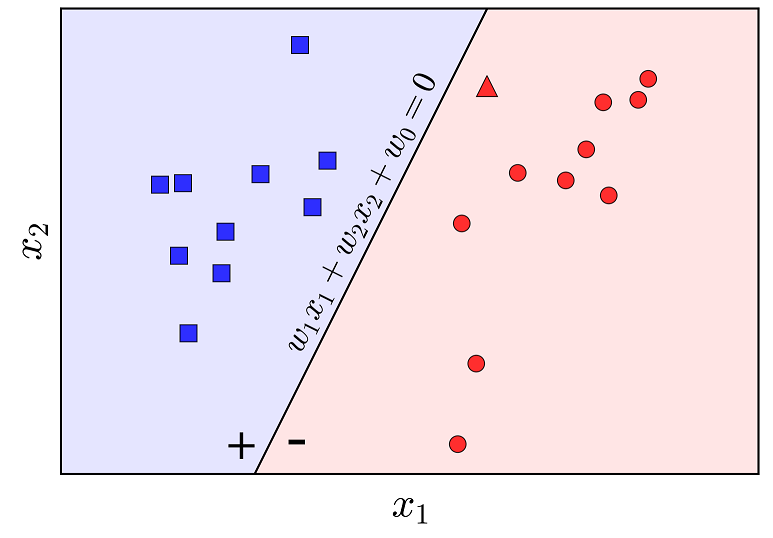 w₁x₁ + w₂x₂ + w₀ = 0
x₂
+ -
x₁